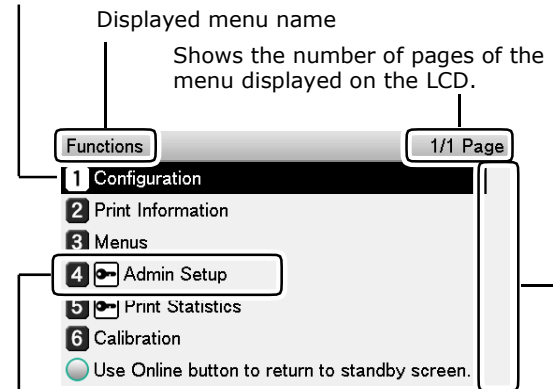 Displayed menu name
Shows the number of pages of the
menu displayed on the LCD.
Functions 1/1 Page
1 Configuration
2 Print Information
3 Menus
4 Admin Setup
5 Print Statistics
6 Calibration
Use Online button to return to standby screen.